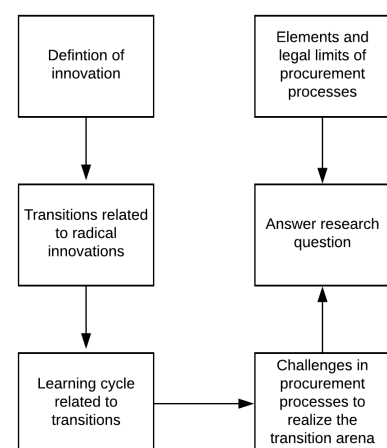 Defintion of
innovation
Elements and
legal limits of
procurement
processes
Transitions related
to radical
innovations
Answer research
question
Learning cycle
related to
transitions
Challenges in
procurement
processes to
realize the
transition arena